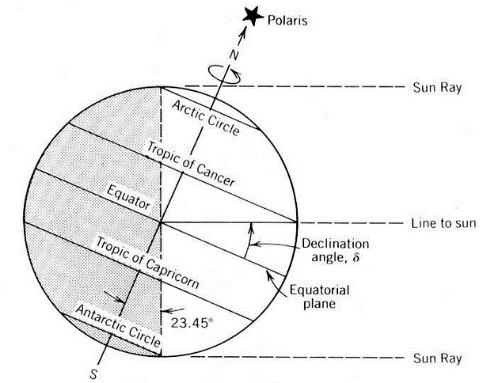 Polaris
N
Sun Ray
Arctic Circle
Tropic of Cancer
Equator
Line to sun
Declination
angle, δ
Tropic of Capricorn
Equatorial
plane
23.45°
Antarctic Circle
Sun Ray
S